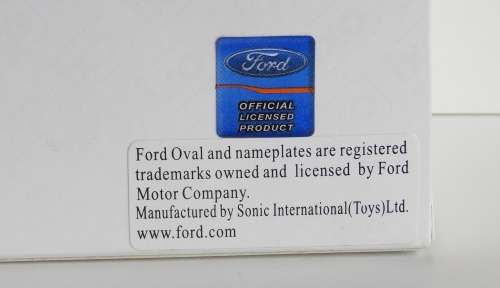 Ford
OFFICIAL
LICENSED
PRODUCT
Ford Oval and nameplates are registered
trademarks owned and licensed by Ford
Motor Company.
Manufactured by Sonic International(Toys)Ltd.
www.ford.com